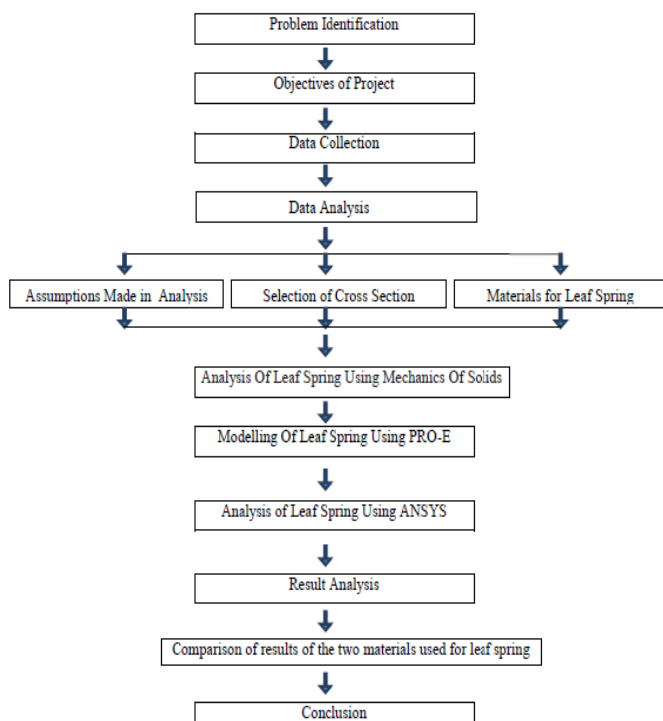 Problem Identification
Objectives of Project
Data Collection
Data Analysis
Assumptions Made in Analysis
Selection of Cross Section
Materials for Leaf Spring
Analysis Of Leaf Spring Using Mechanics Of Solids
Modelling Of Leaf Spring Using PRO-E
Analysis of Leaf Spring Using ANSYS
Result Analysis
Comparison of results of the two materials used for leaf spring
Conclusion